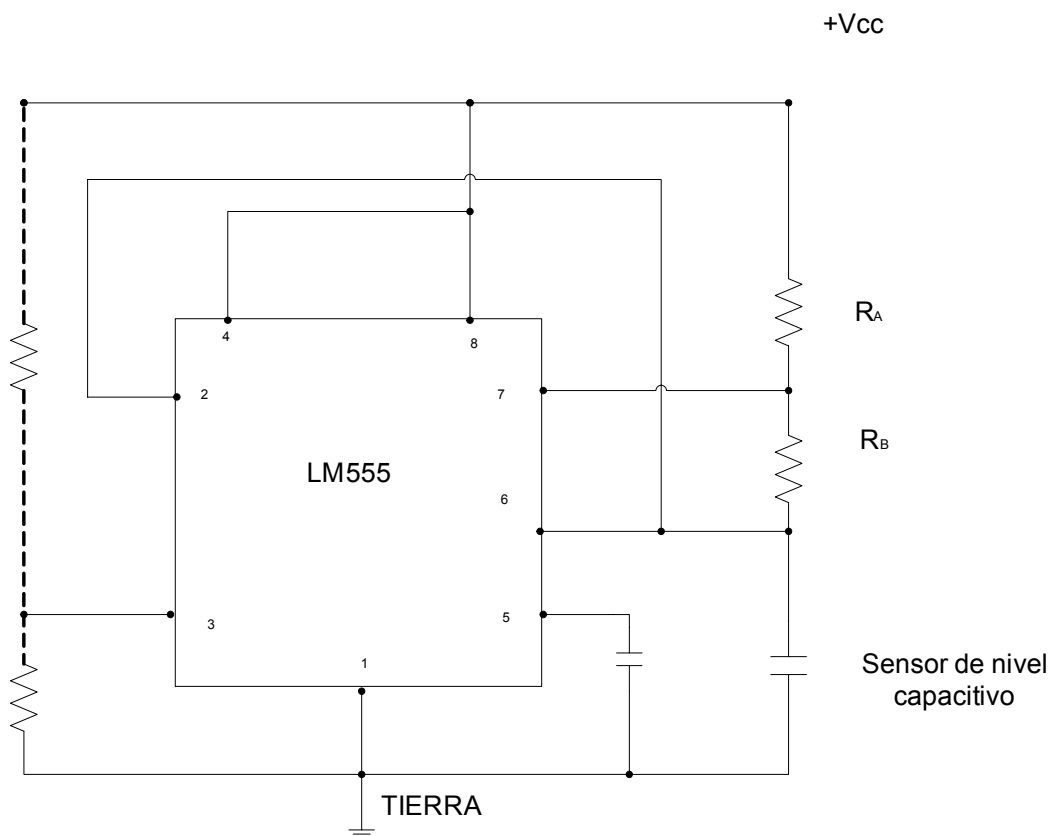 +Vcc
4
8
RA
2
7
RB
LM555
6
3
5
1
Sensor de nivel
capacitivo
TIERRA